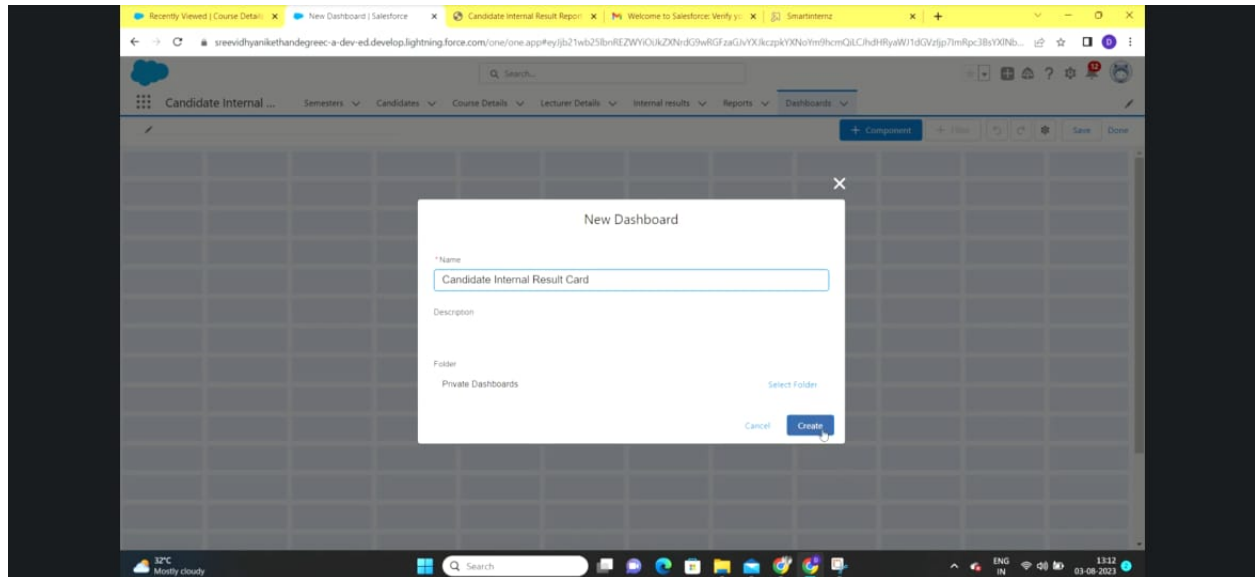 Recently Viewed | Course Details
New Dashboard | Salesforce
Candidate Internal Result Report
Welcome to Salesforce: Verify yo
Smartinternz
Search...
Candidate Internal ...
Semesters
Candidates
Course Details
Lecturer Details
Internal results
Reports
Dashboards
+ Component
+ Filter
Save
Done
New Dashboard
*Name
Candidate Internal Result Card
Description
Folder
Private Dashboards
Select Folder
Cancel
Create
32°C
Mostly cloudy
Search
ENG
IN
13:12
03-08-2023